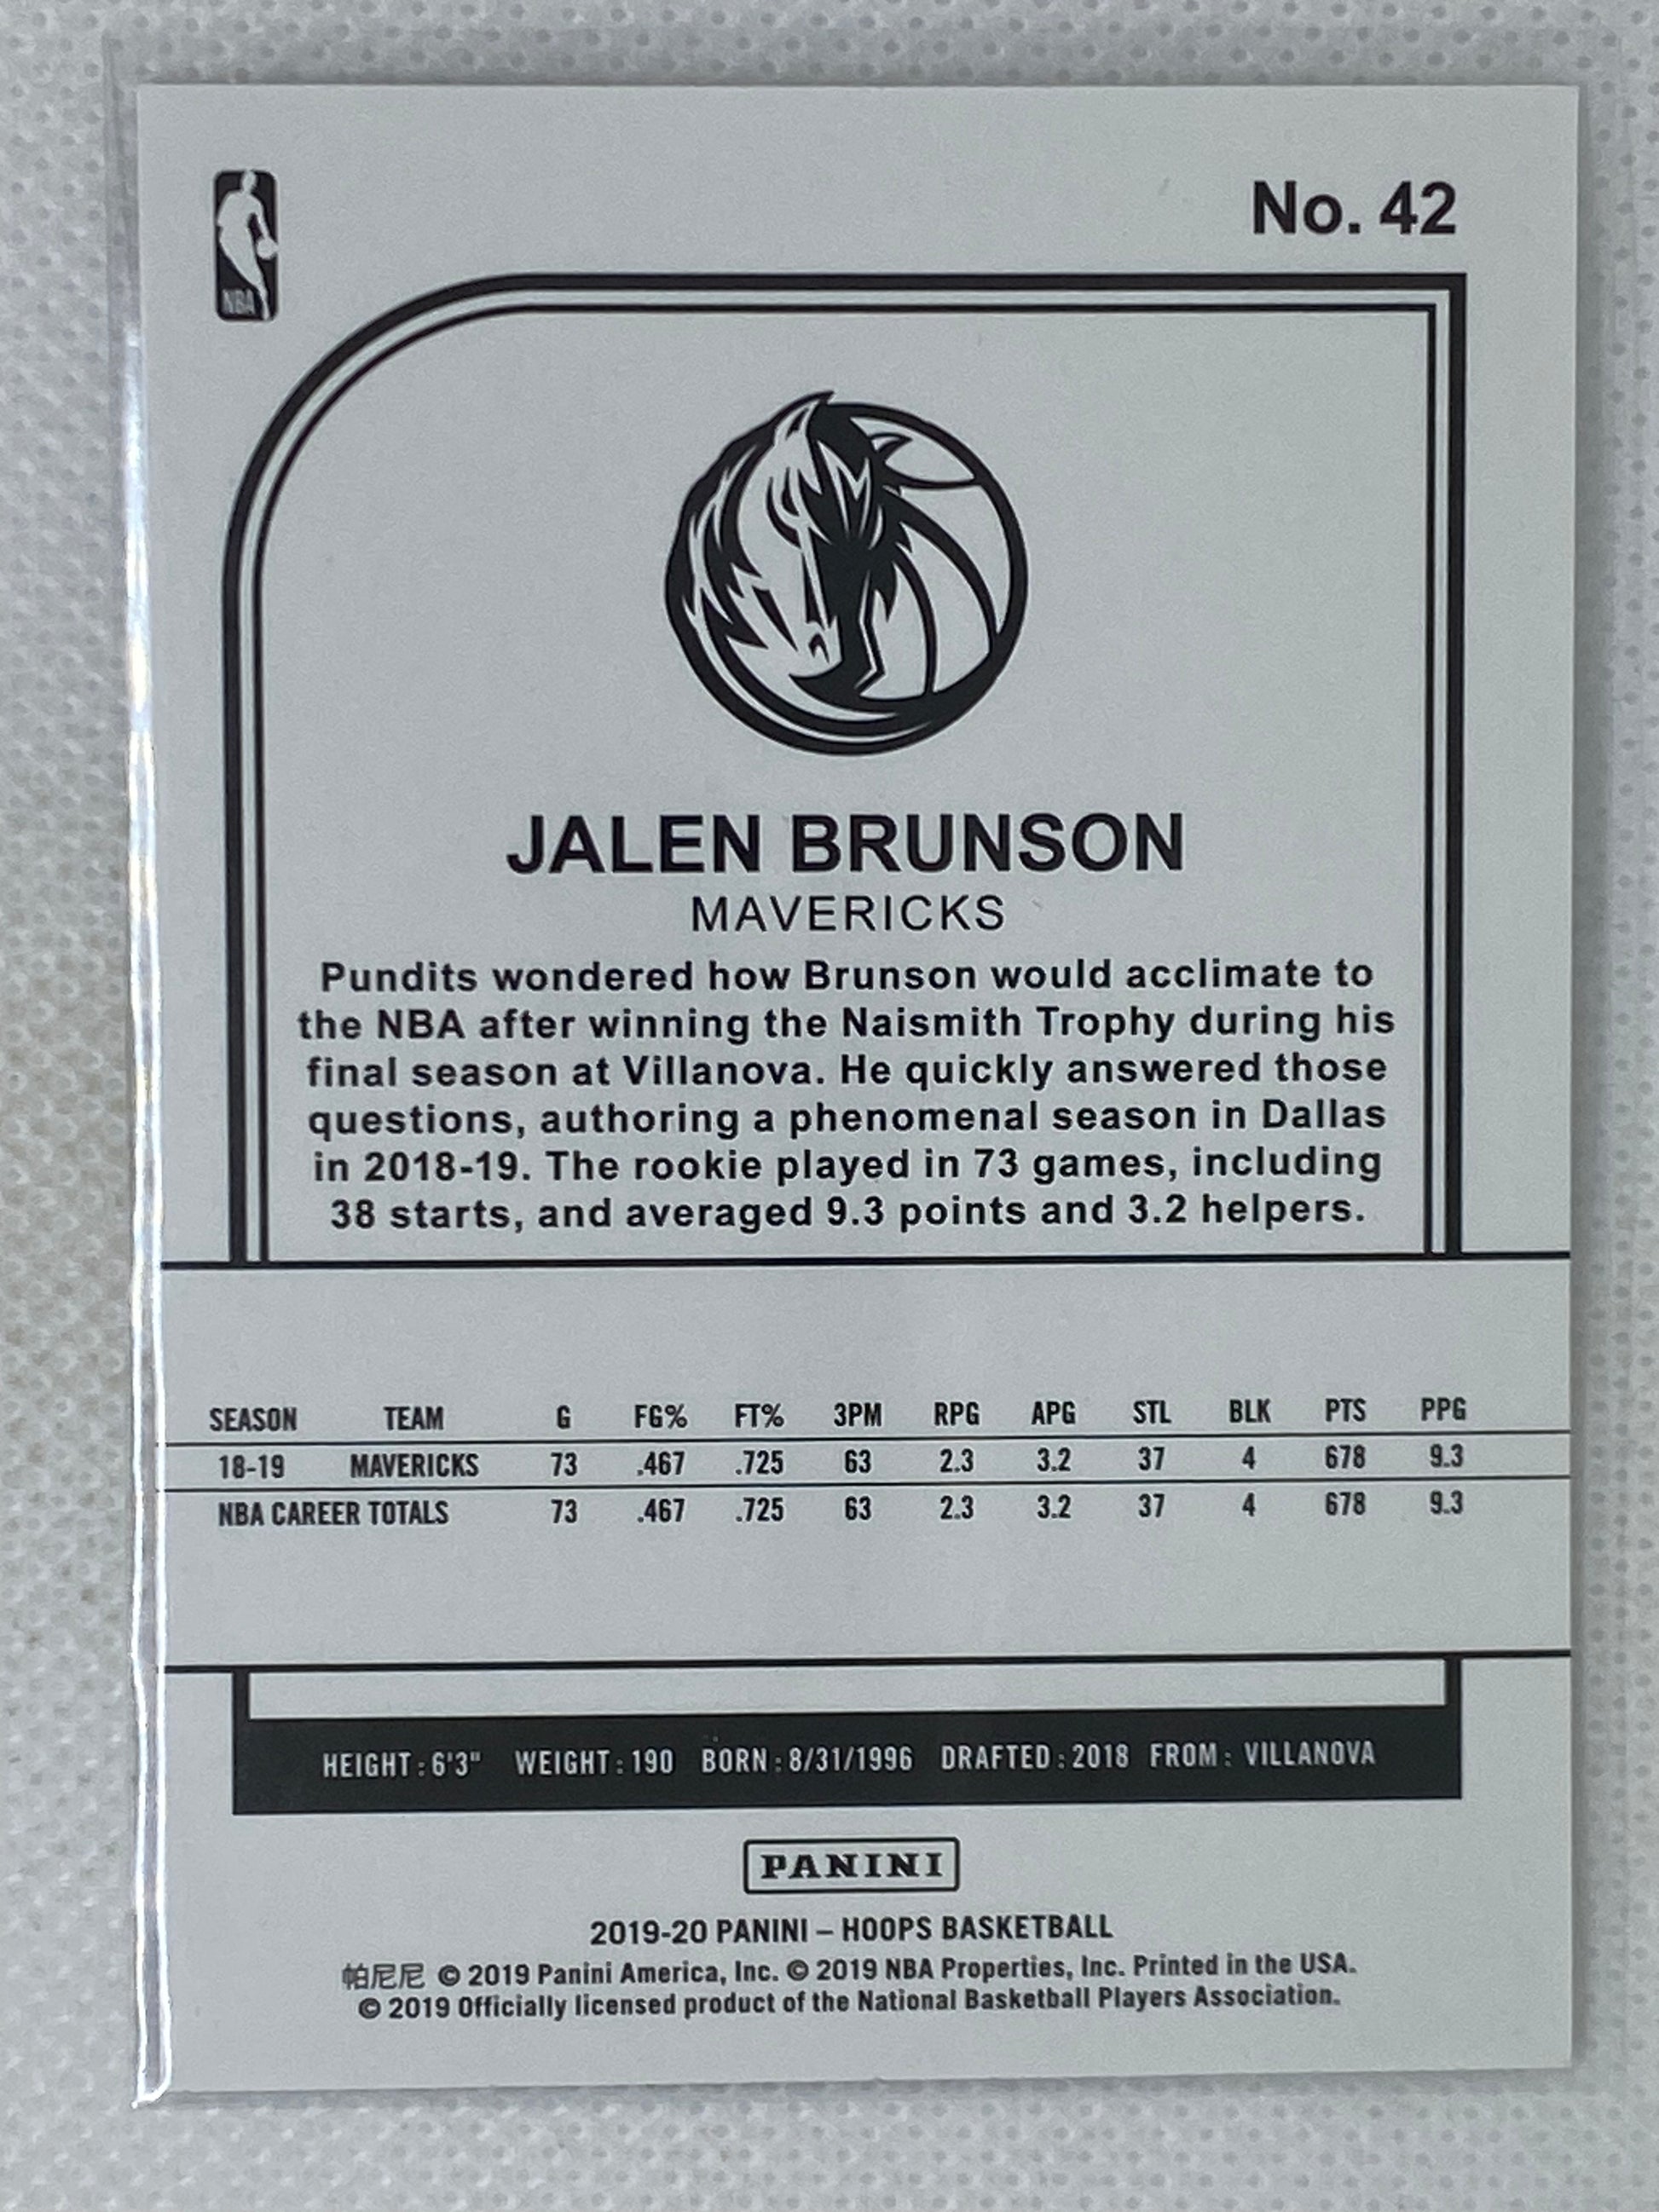 No. 42
NBA
JALEN BRUNSON
MAVERICKS
Pundits wondered how Brunson would acclimate to
the NBA after winning the Naismith Trophy during his
final season at Villanova. He quickly answered those
questions, authoring a phenomenal season in Dallas
in 2018-19. The rookie played in 73 games, including
38 starts, and averaged 9.3 points and 3.2 helpers.
SEASON TEAM G FG% FT% 3PM RPG APG STL BLK PTS PPG
18-19 MAVERICKS 73 .467 .725 63 2.3 3.2 37 4 678 9.3
NBA CAREER TOTALS 73 .467 .725 63 2.3 3.2 37 4 678 9.3
HEIGHT: 6'3" WEIGHT: 190 BORN: 8/31/1996 DRAFTED: 2018 FROM: VILLANOVA
PANINI
2019-20 PANINI – HOOPS BASKETBALL
帕尼尼 © 2019 Panini America, Inc. © 2019 NBA Properties, Inc. Printed in the USA.
© 2019 Officially licensed product of the National Basketball Players Association.